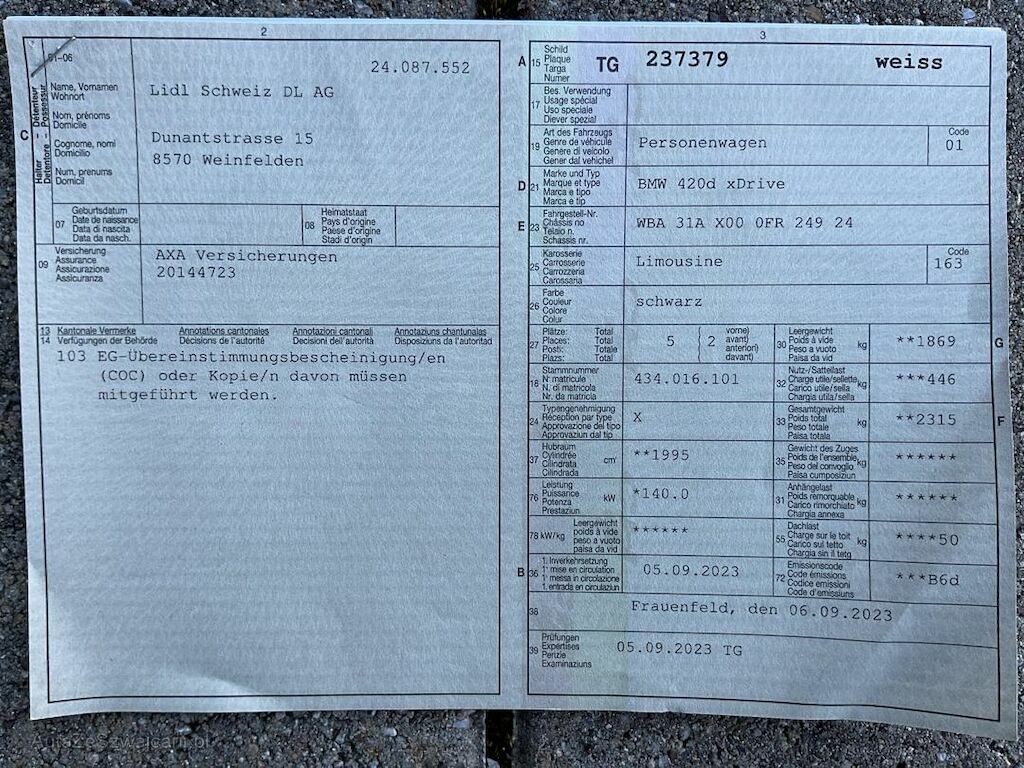 2
01-06
24.087.552
Halter Détenteur
Detentore Possessur
C
Name, Vornamen
Wohnort
Nom, prénoms
Domicile
Cognome, nomi
Domicilio
Num, prenums
Domicil
Lidl Schweiz DL AG
Dunantstrasse 15
8570 Weinfelden
07
Geburtsdatum
Date de naissance
Data di nascita
Data da nasch.
08
Heimatstaat
Pays d'origine
Paese d'origine
Stadi d'origin
09
Versicherung
Assurance
Assicurazione
Assicuranza
AXA Versicherungen
20144723
13 Kantonale Vermerke Annotations cantonales Annotazioni cantonali Annotaziuns chantunalas
14 Verfügungen der Behörde Décisions de l'autorité Decisioni dell'autorità Disposiziuns da l'autoritad
103 EG-Übereinstimmungsbescheinigung/en
(COC) oder Kopie/n davon müssen
mitgeführt werden.
3
A 15
Schild
Plaque
Targa
Numer
TG 237379 weiss
17
Bes. Verwendung
Usage spécial
Uso speciale
Diever spezial
19
Art des Fahrzeugs
Genre de véhicule
Genere di veicolo
Gener dal vehichel
Personenwagen
Code
01
D 21
Marke und Typ
Marque et type
Marca e tipo
Marca e tip
BMW 420d xDrive
E 23
Fahrgestell-Nr.
Châssis no
Telaio n.
Schassis nr.
WBA 31A X00 0FR 249 24
25
Karosserie
Carrosserie
Carrozzeria
Carossaria
Limousine
Code
163
26
Farbe
Couleur
Colore
Colur
schwarz
27
Plätze: Total
Places: Total
Posti: Totale
Plazs: Total
5 ( 2
vorne)
avant)
anteriori)
davant)
30
Leergewicht
Poids à vide
Peso a vuoto
Paisa da vid
kg
**1869
G
18
Stammnummer
N° matricule
N. di matricola
Nr. da matricla
434.016.101
32
Nutz-/Sattellast
Charge utile/sellette
Carico utile/sella
Chargia utila/sella
kg
***446
24
Typengenehmigung
Réception par type
Approvazione del tipo
Approvaziun dal tip
X
33
Gesamtgewicht
Poids total
Peso totale
Paisa totala
kg
**2315
F
37
Hubraum
Cylindrée
Cilindrata
Cilindrada
cm³
**1995
35
Gewicht des Zuges
Poids de l'ensemble
Peso del convoglio
Paisa cumposiziun
kg
******
76
Leistung
Puissance
Potenza
Prestaziun
kW
*140.0
31
Anhängelast
Poids remorquable
Carico rimorchiato
Chargia annexa
kg
******
78 kW/kg
Leergewicht
poids à vide
peso a vuoto
paisa da vid
******
55
Dachlast
Charge sur le toit
Carico sul tetto
Chargia sin il tetg
kg
****50
B 36
1. Inverkehrsetzung
1e mise en circulation
1a messa in circolazione
1. entrada en circulaziun
05.09.2023
72
Emissionscode
Code émissions
Codice emissioni
Code d'emissiuns
***B6d
38
Frauenfeld, den 06.09.2023
39
Prüfungen
Expertises
Perizie
Examinaziuns
05.09.2023 TG
Autazeszwajcarii.pl